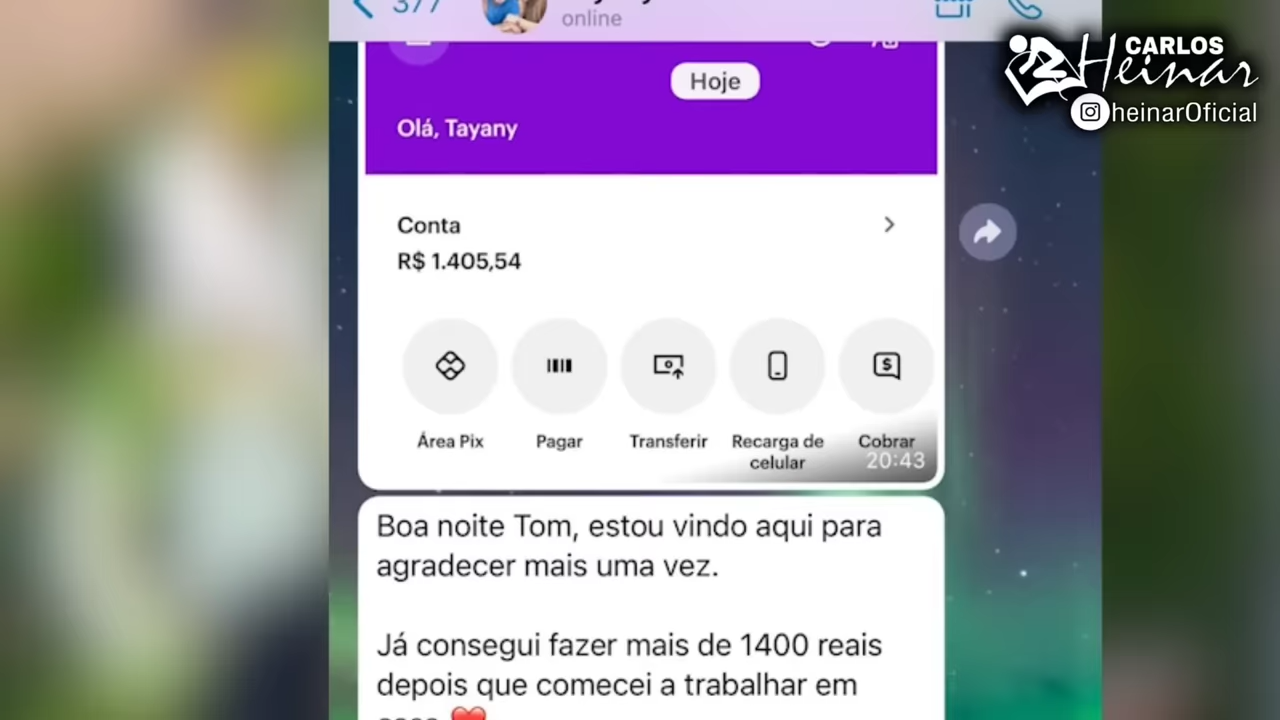 377
online
CARLOS
Heinar
heinarOficial
Hoje
Olá, Tayany
Conta
R$ 1.405,54
Área Pix
Pagar
Transferir
Recarga de
celular
Cobrar
20:43
Boa noite Tom, estou vindo aqui para
agradecer mais uma vez.
Já consegui fazer mais de 1400 reais
depois que comecei a trabalhar em